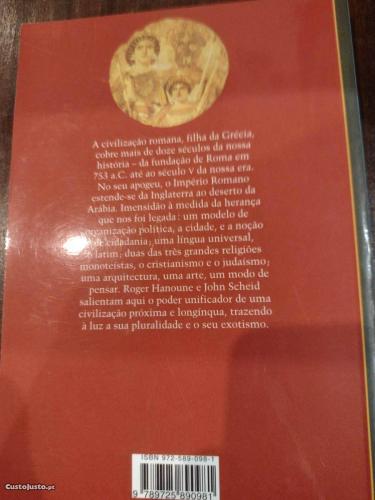 A civilização romana, filha da Grécia,
cobre mais de doze séculos da nossa
história – da fundação de Roma em
753 a.C. até ao século V da nossa era.
No seu apogeu, o Império Romano
estende-se da Inglaterra ao deserto da
Arábia. Imensidão à medida da herança
que nos foi legada: um modelo de
organização política, a cidade, e a noção
de cidadania; uma língua universal,
o latim; duas das três grandes religiões
monoteístas, o cristianismo e o judaísmo;
uma arquitectura, uma arte, um modo de
pensar. Roger Hanoune e John Scheid
salientam aqui o poder unificador de uma
civilização próxima e longínqua, trazendo
à luz a sua pluralidade e o seu exotismo.
ISBN 972-589-098-1
9 789725 890981
CustoJusto.pt